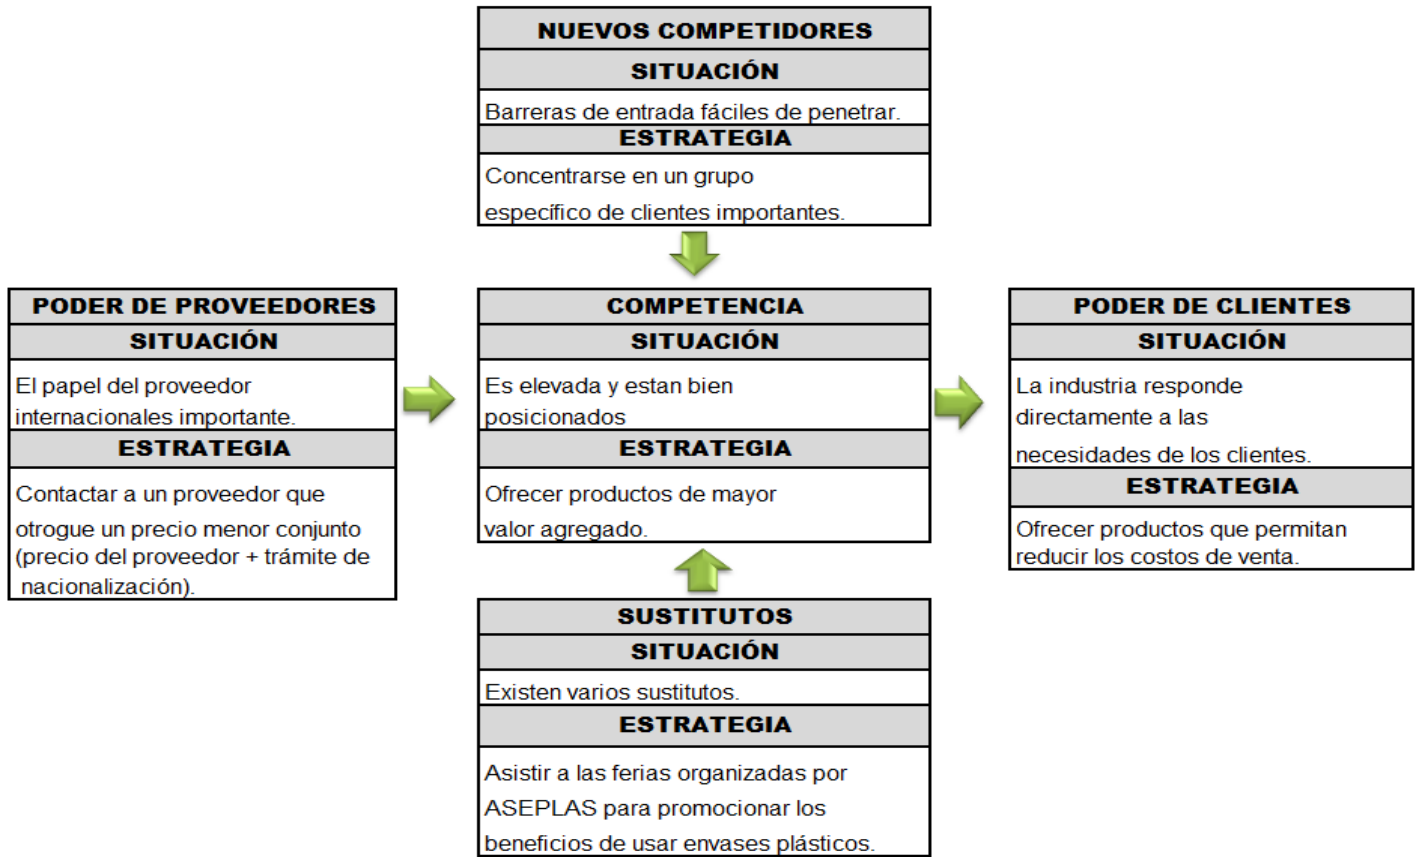 NUEVOS COMPETIDORES
SITUACIÓN
Barreras de entrada fáciles de penetrar.
ESTRATEGIA
Concentrarse en un grupo
específico de clientes importantes.
PODER DE PROVEEDORES
SITUACIÓN
El papel del proveedor
internacionales importante.
ESTRATEGIA
Contactar a un proveedor que
otrogue un precio menor conjunto
(precio del proveedor + trámite de
nacionalización).
COMPETENCIA
SITUACIÓN
Es elevada y estan bien
posicionados
ESTRATEGIA
Ofrecer productos de mayor
valor agregado.
PODER DE CLIENTES
SITUACIÓN
La industria responde
directamente a las
necesidades de los clientes.
ESTRATEGIA
Ofrecer productos que permitan
reducir los costos de venta.
SUSTITUTOS
SITUACIÓN
Existen varios sustitutos.
ESTRATEGIA
Asistir a las ferias organizadas por
ASEPLAS para promocionar los
beneficios de usar envases plásticos.